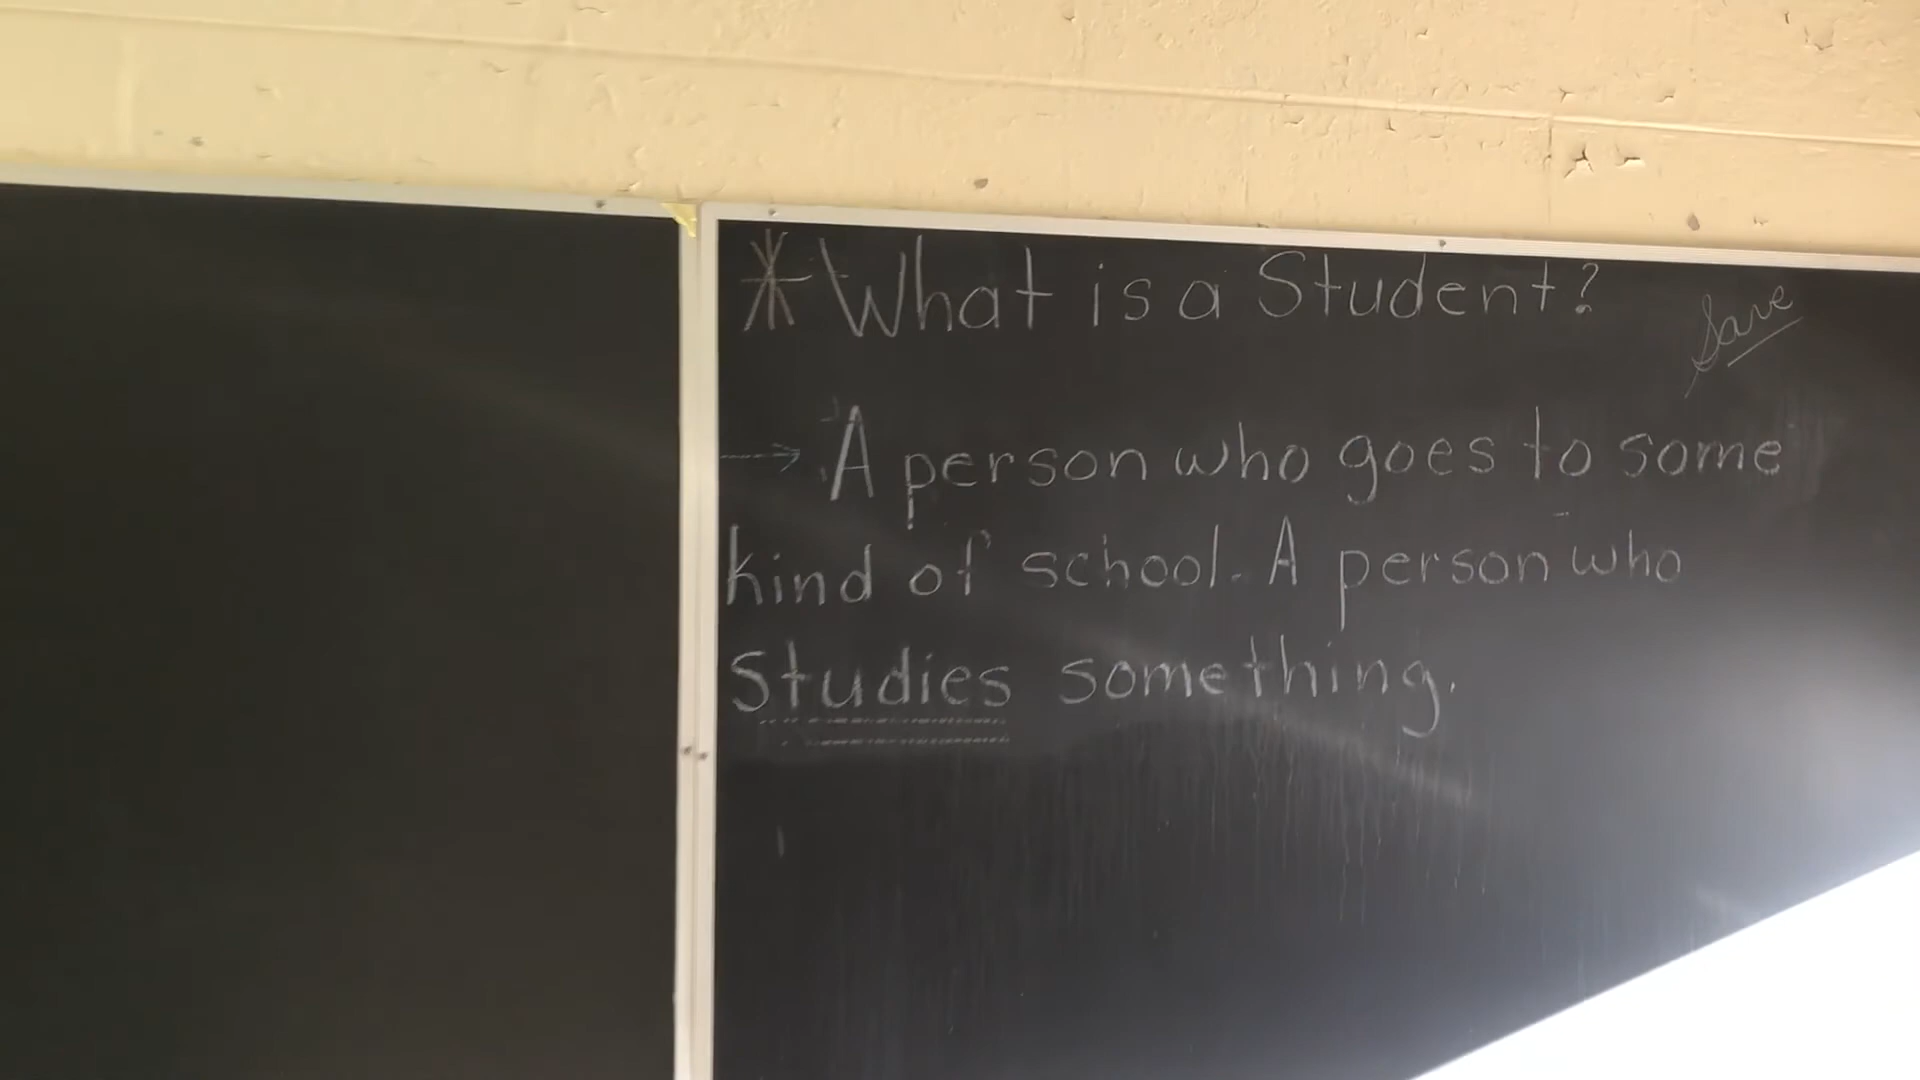 * What is a Student?
Save
→ A person who goes to some
kind of school. A person who
Studies something.